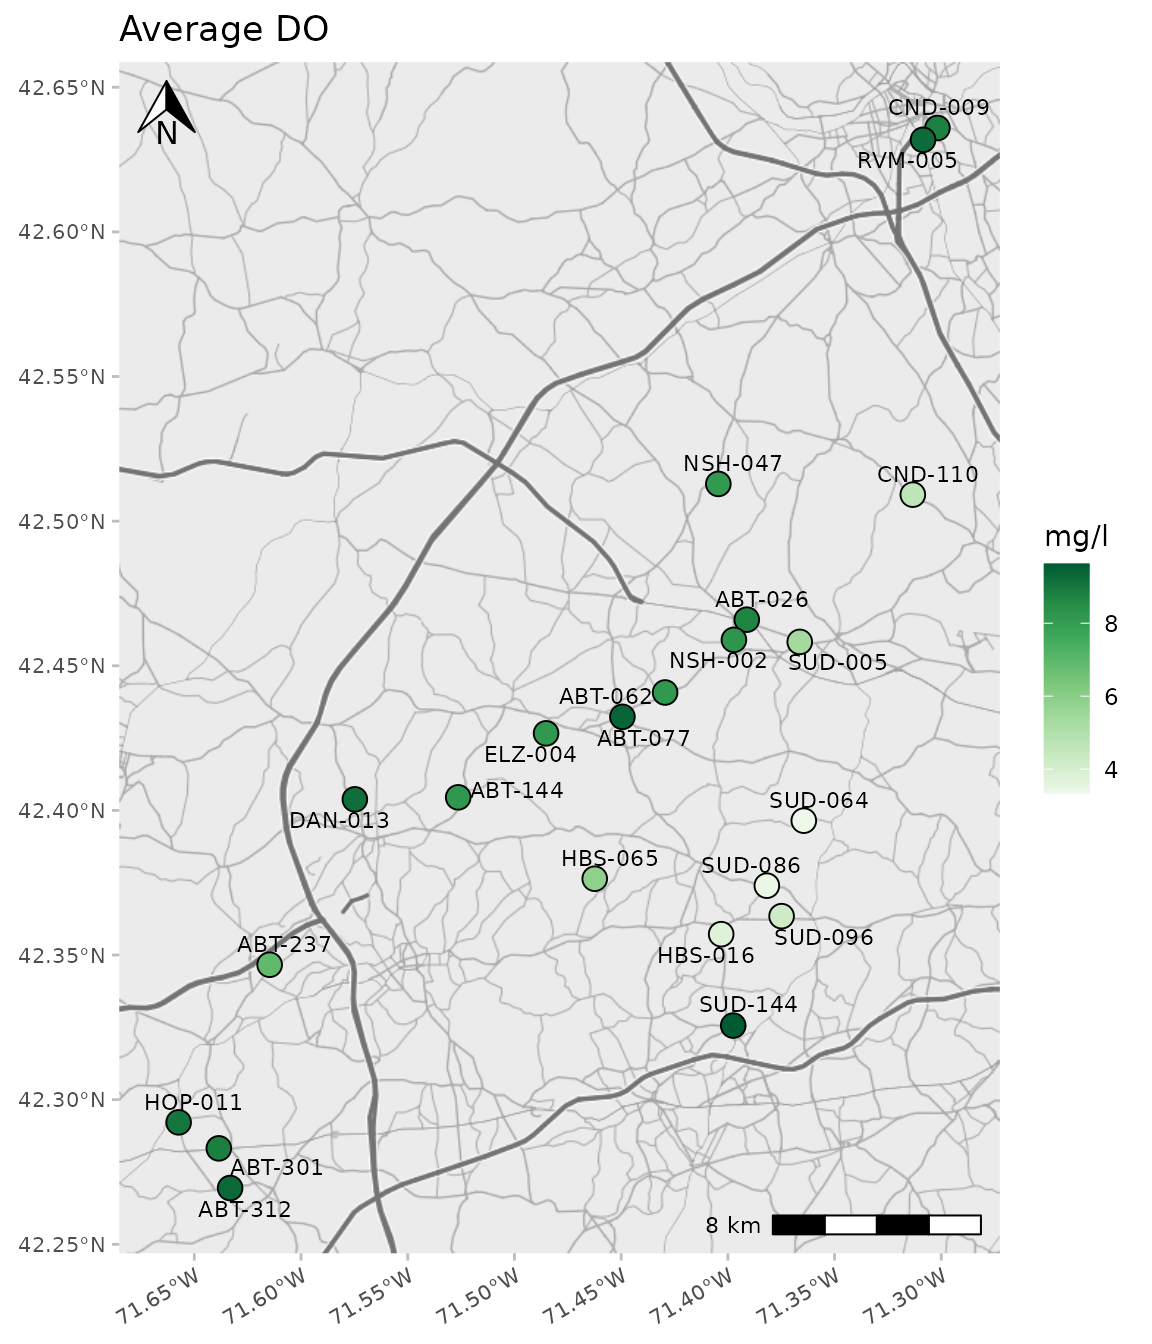 Average DO
42.65°N
N
CND-009
RVM-005
42.60°N
42.55°N
NSH-047
CND-110
42.50°N
mg/l
8
6
4
ABT-026
NSH-002
SUD-005
42.45°N
ABT-062
ABT-077
ELZ-004
ABT-144
DAN-013
42.40°N
SUD-064
HBS-065
SUD-086
SUD-096
HBS-016
ABT-237
42.35°N
SUD-144
42.30°N
HOP-011
ABT-301
ABT-312
8 km
42.25°N
71.65°W
71.60°W
71.55°W
71.50°W
71.45°W
71.40°W
71.35°W
71.30°W